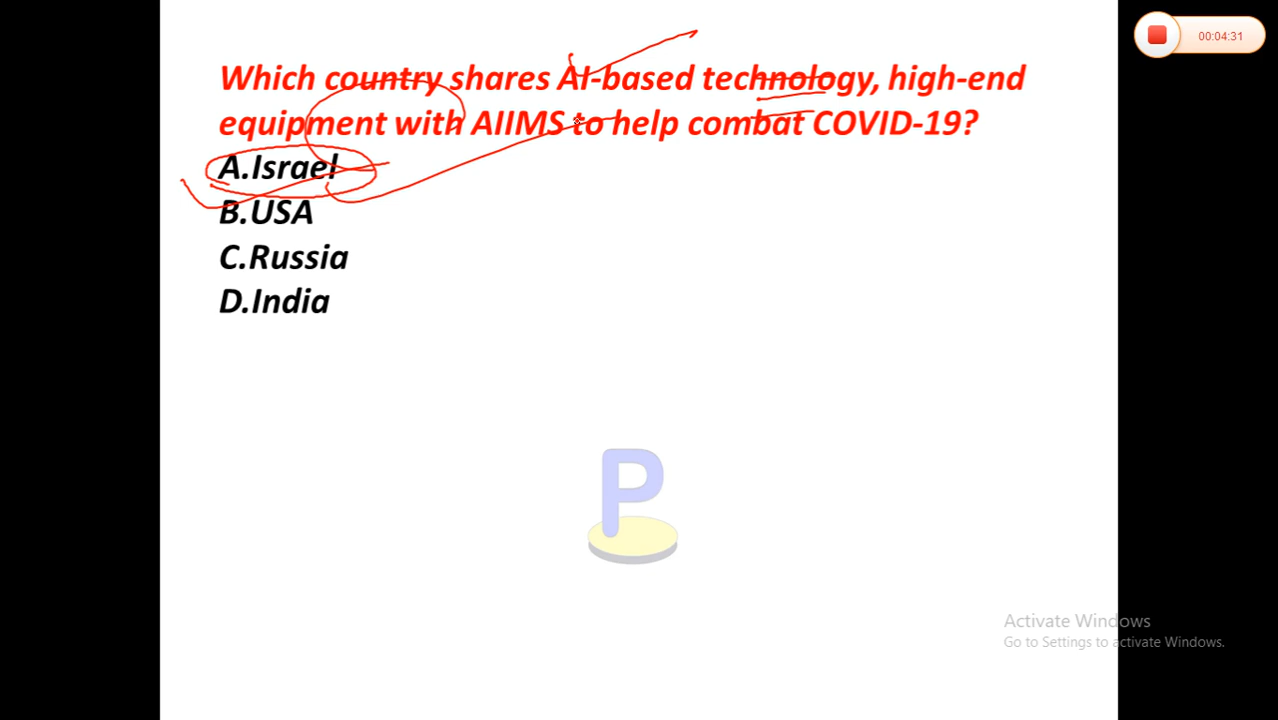 00:04:31
Which country shares AI-based technology, high-end
equipment with AIIMS to help combat COVID-19?
A.Israel
B.USA
C.Russia
D.India
P
Activate Windows
Go to Settings to activate Windows.